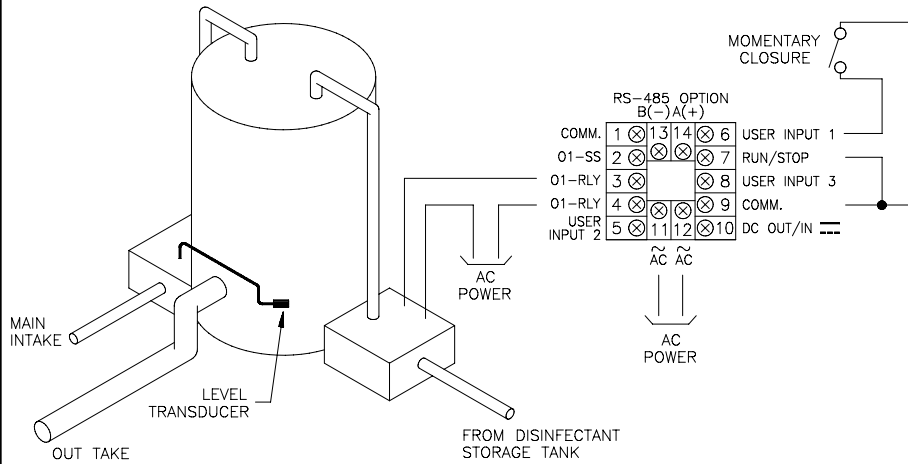 MOMENTARY
CLOSURE
RS-485 OPTION
B(-) A(+)
COMM. 1 13 14 6 USER INPUT 1
O1-SS 2 7 RUN/STOP
O1-RLY 3 8 USER INPUT 3
O1-RLY 4 9 COMM.
USER
INPUT 2 5 11 12 10 DC OUT/IN
~ ~
AC AC
AC
POWER
AC
POWER
MAIN
INTAKE
LEVEL
TRANSDUCER
OUT TAKE
FROM DISINFECTANT
STORAGE TANK